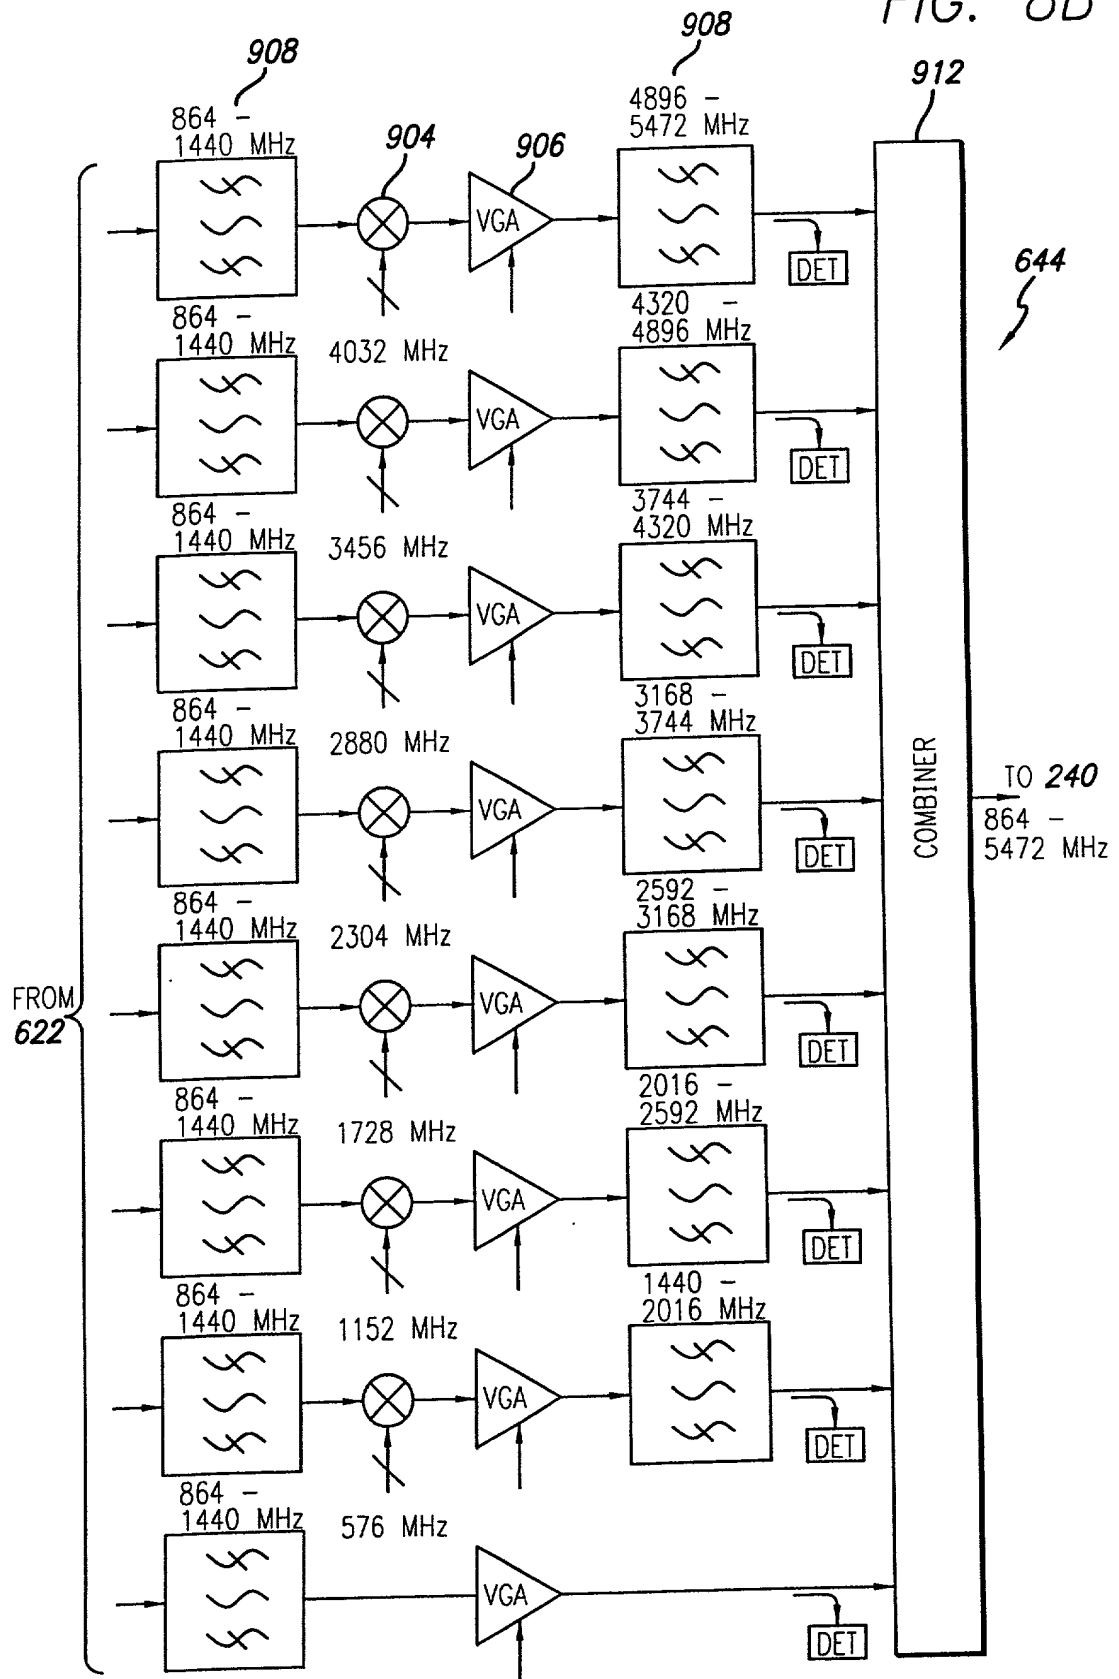 FIG. 8B
908
908
912
864 -
1440 MHz
904
906
4896 -
5472 MHz
VGA
DET
644
864 -
1440 MHz
4032 MHz
4320 -
4896 MHz
VGA
DET
864 -
1440 MHz
3456 MHz
3744 -
4320 MHz
VGA
DET
864 -
1440 MHz
2880 MHz
3168 -
3744 MHz
VGA
DET
COMBINER
TO 240
864 -
5472 MHz
864 -
1440 MHz
2304 MHz
2592 -
3168 MHz
FROM
622
VGA
DET
864 -
1440 MHz
1728 MHz
2016 -
2592 MHz
VGA
DET
864 -
1440 MHz
1152 MHz
1440 -
2016 MHz
VGA
DET
864 -
1440 MHz
576 MHz
VGA
DET